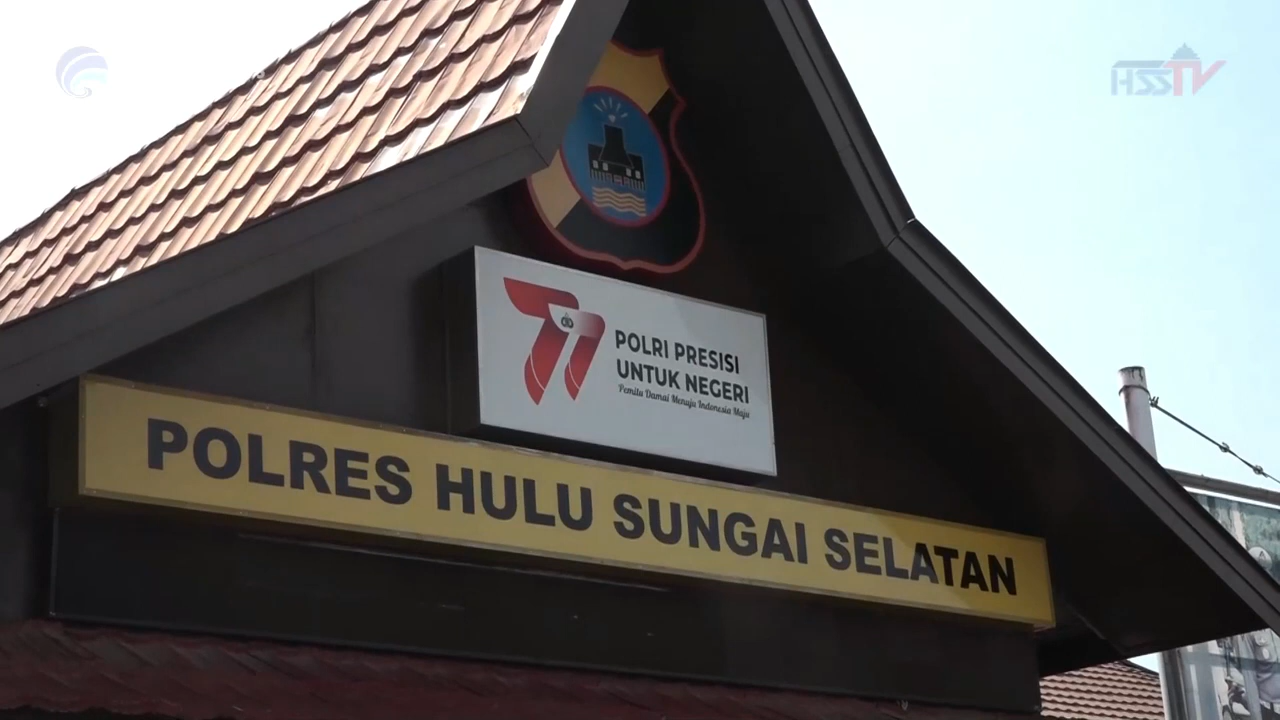 HSSTV
77 POLRI PRESISI
UNTUK NEGERI
Pemilu Damai Menuju Indonesia Maju
POLRES HULU SUNGAI SELATAN